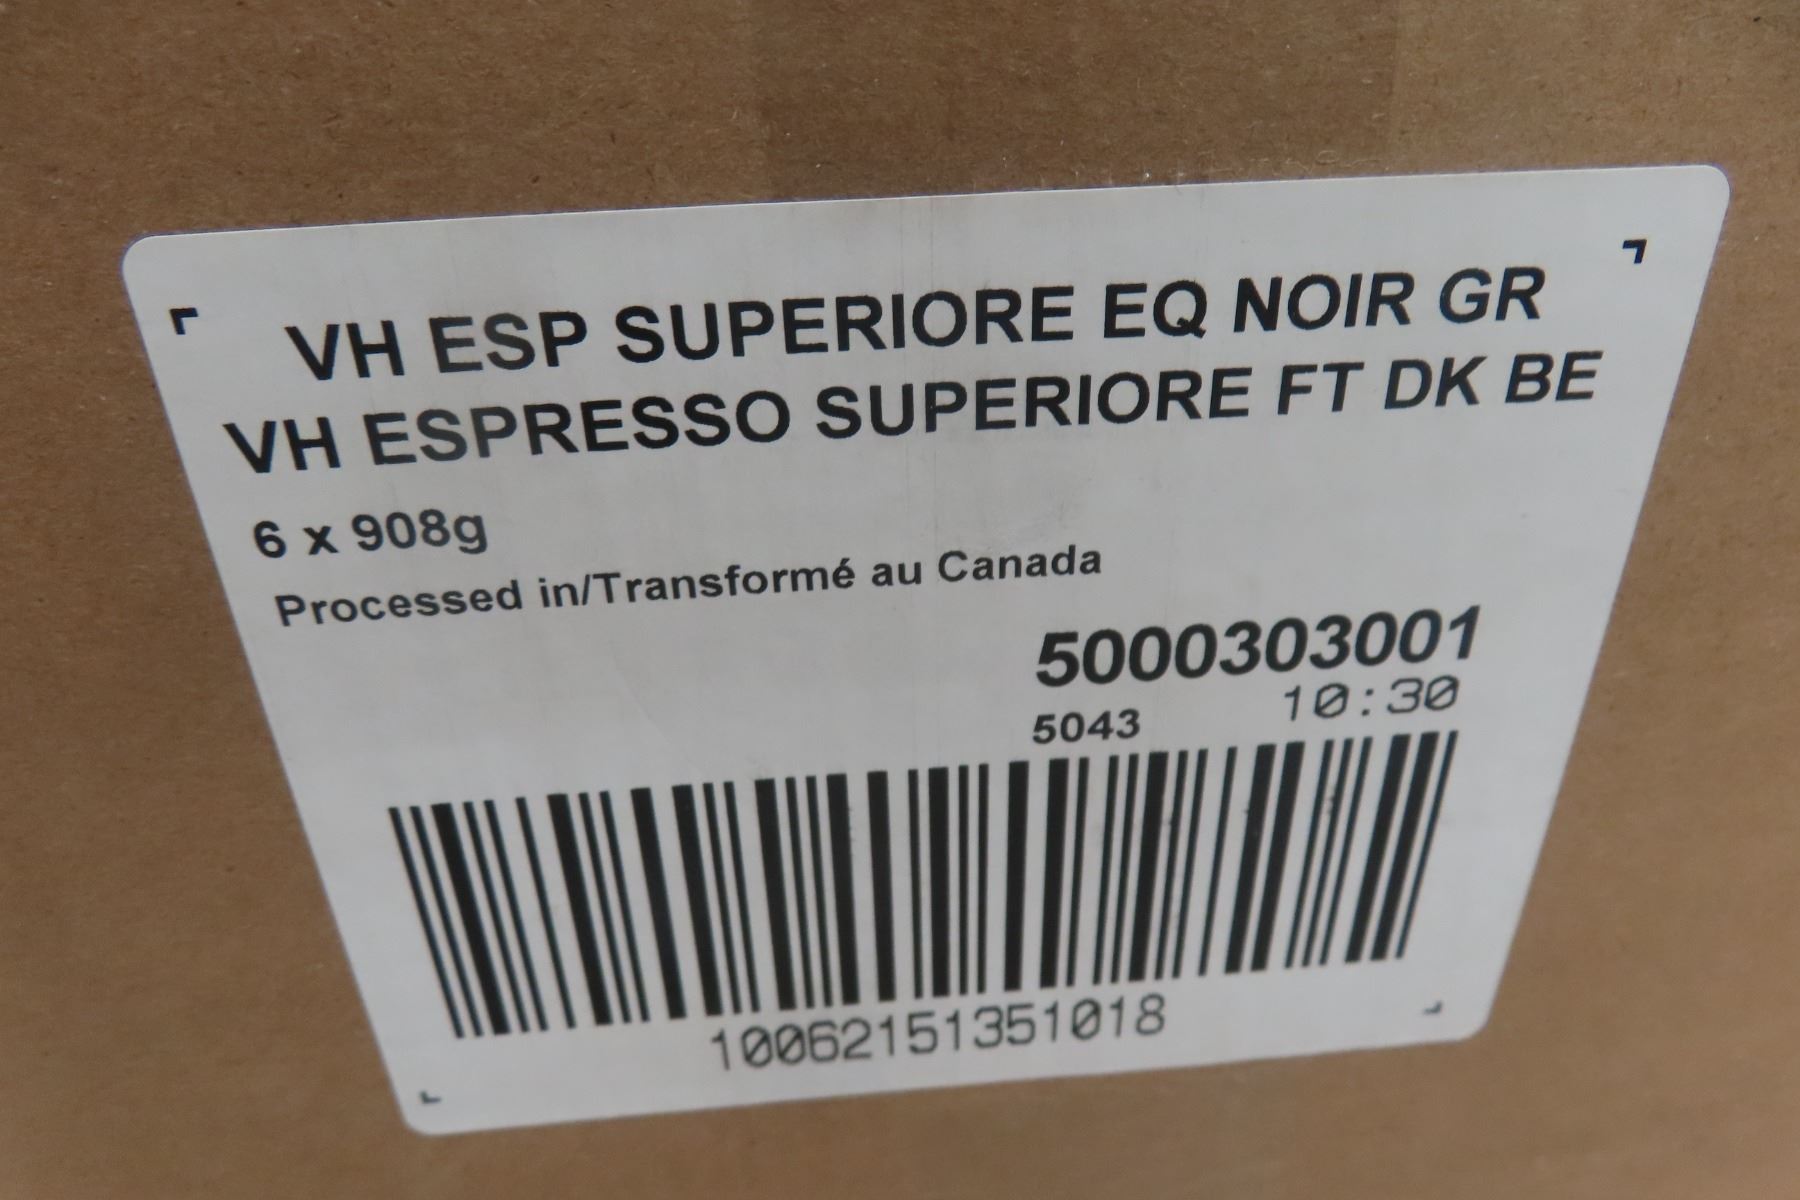 VH ESP SUPERIORE EQ NOIR GR
VH ESPRESSO SUPERIORE FT DK BE
6 x 908g
Processed in/Transformé au Canada
5000303001
5043 10:30
10062151351018